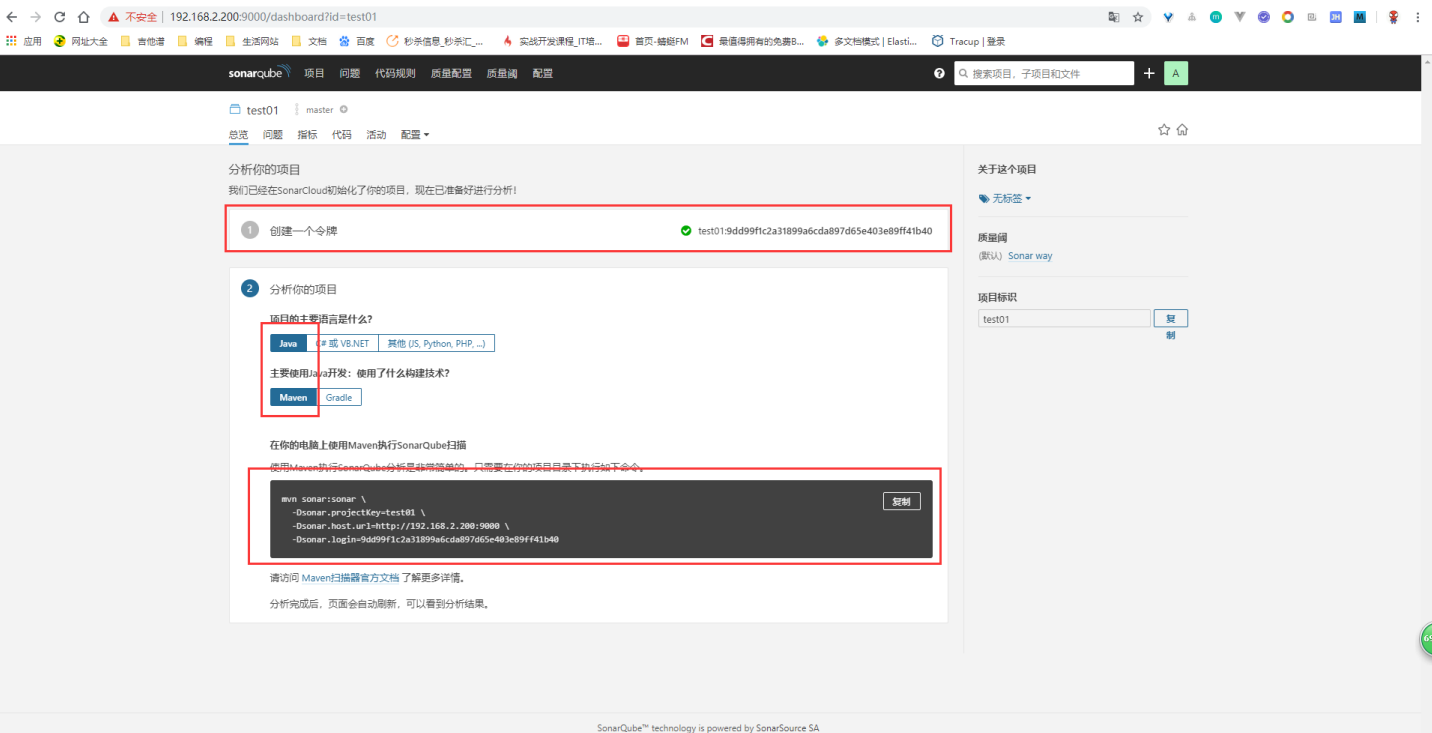 不安全 | 192.168.2.200:9000/dashboard?id=test01
应用 网址大全 吉他谱 编程 生活网站 文档 百度 秒杀信息_秒杀汇_... 实战开发课程_IT培... 首页-蜻蜓FM 最值得拥有的免费B... 多文档模式 | Elasti... Tracup | 登录
sonarqube 项目 问题 代码规则 质量配置 质量阈 配置 搜索项目、子项目和文件 A
test01 master
总览 问题 指标 代码 活动 配置
分析你的项目
我们已经在SonarCloud初始化了你的项目，现在已准备好进行分析！
1 创建一个令牌 test01:9dd99f1c2a31899a6cda897d65e403e89ff41b40
2 分析你的项目
项目的主要语言是什么？
Java C# 或 VB.NET 其他 (JS, Python, PHP, ...)
主要使用Java开发：使用了什么构建技术？
Maven Gradle
在你的电脑上使用Maven执行SonarQube扫描
使用Maven执行SonarQube分析是非常简单的，只需要在你的项目目录下执行如下命令。
复制
mvn sonar:sonar \
-Dsonar.projectKey=test01 \
-Dsonar.host.url=http://192.168.2.200:9000 \
-Dsonar.login=9dd99f1c2a31899a6cda897d65e403e89ff41b40
请访问 Maven扫描器官方文档 了解更多详情。
分析完成后，页面会自动刷新，可以看到分析结果。
关于这个项目
无标签
质量阈
(默认) Sonar way
项目标识
test01 复
制
SonarQube™ technology is powered by SonarSource SA